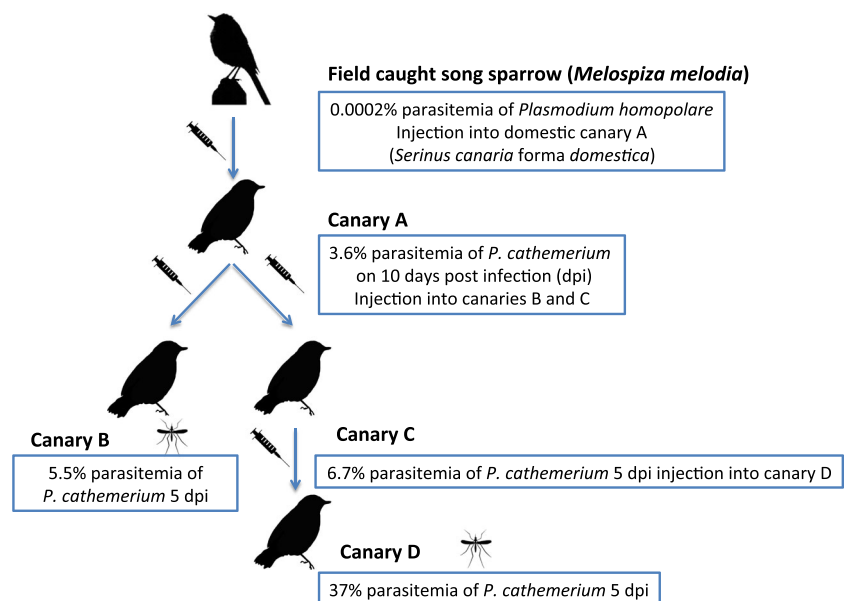 Field caught song sparrow (Melospiza melodia)
0.0002% parasitemia of Plasmodium homopolare
Injection into domestic canary A
(Serinus canaria forma domestica)
Canary A
3.6% parasitemia of P. cathemerium
on 10 days post infection (dpi)
Injection into canaries B and C
Canary B
5.5% parasitemia of
P. cathemerium 5 dpi
Canary C
6.7% parasitemia of P. cathemerium 5 dpi injection into canary D
Canary D
37% parasitemia of P. cathemerium 5 dpi